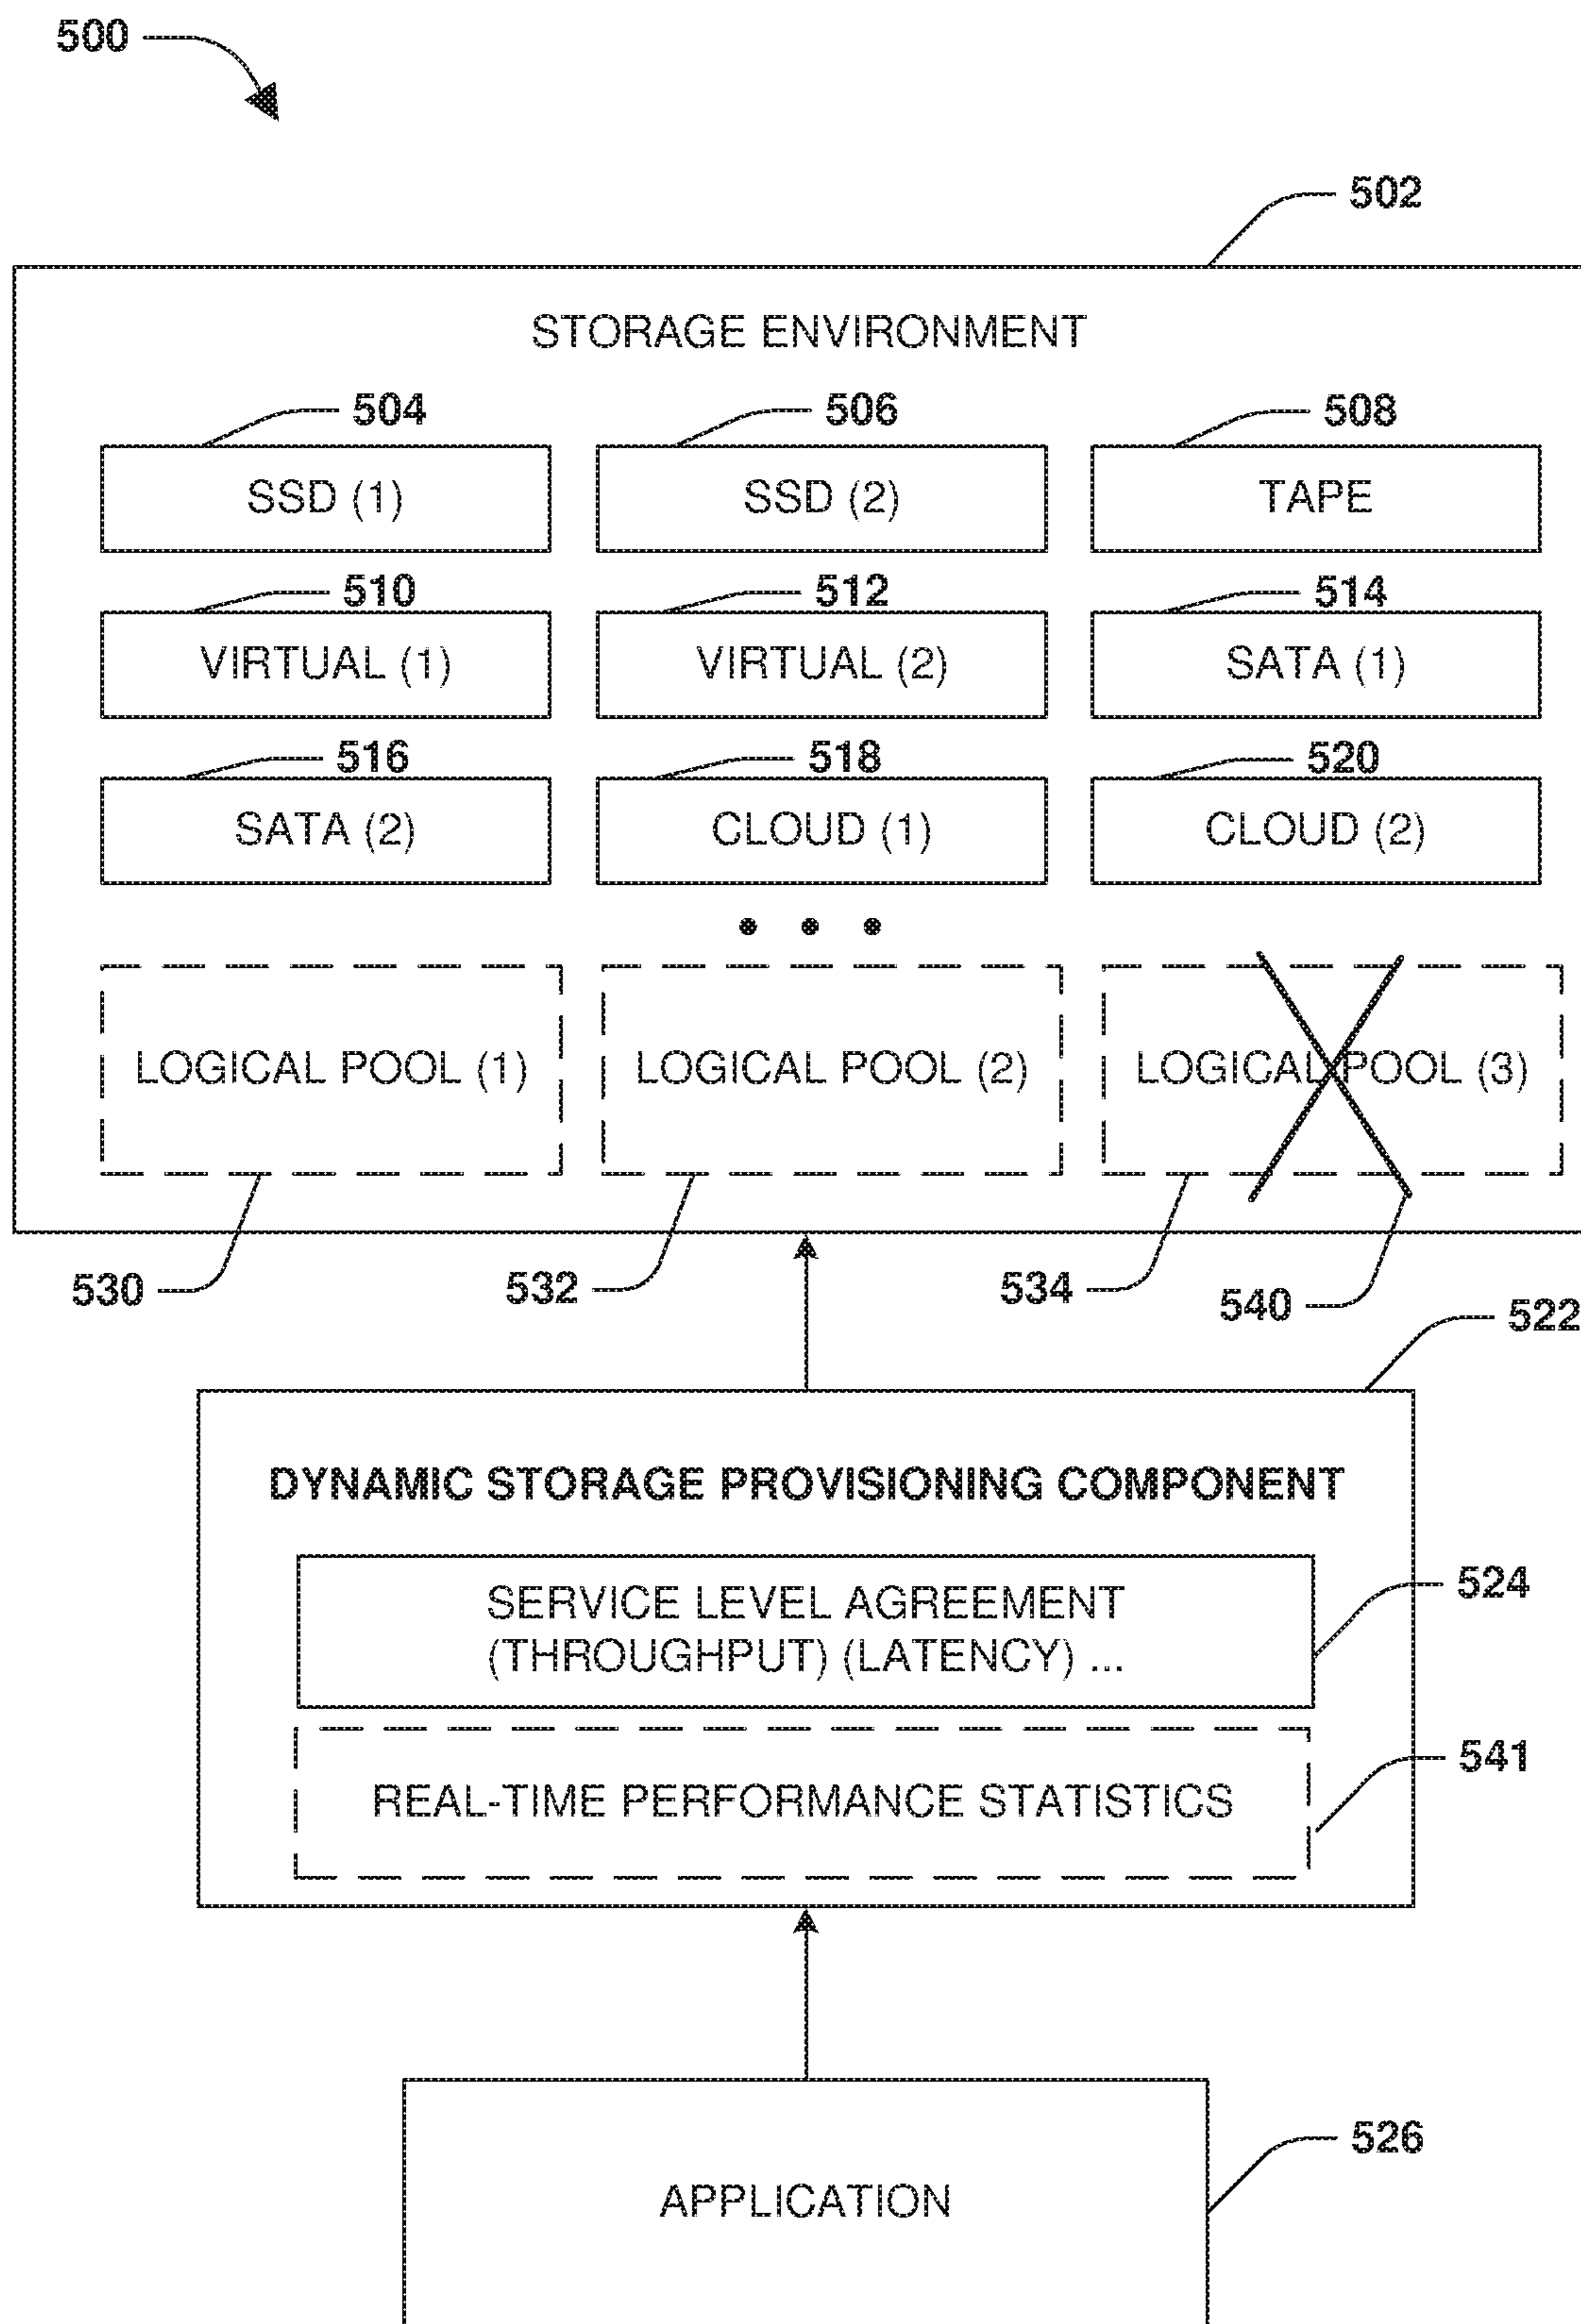 500
502
STORAGE ENVIRONMENT
504
506
508
SSD (1)
SSD (2)
TAPE
510
512
514
VIRTUAL (1)
VIRTUAL (2)
SATA (1)
516
518
520
SATA (2)
CLOUD (1)
CLOUD (2)
• • •
LOGICAL POOL (1)
LOGICAL POOL (2)
LOGICAL POOL (3)
530
532
534
540
522
DYNAMIC STORAGE PROVISIONING COMPONENT
SERVICE LEVEL AGREEMENT
(THROUGHPUT) (LATENCY) ...
524
REAL-TIME PERFORMANCE STATISTICS
541
526
APPLICATION